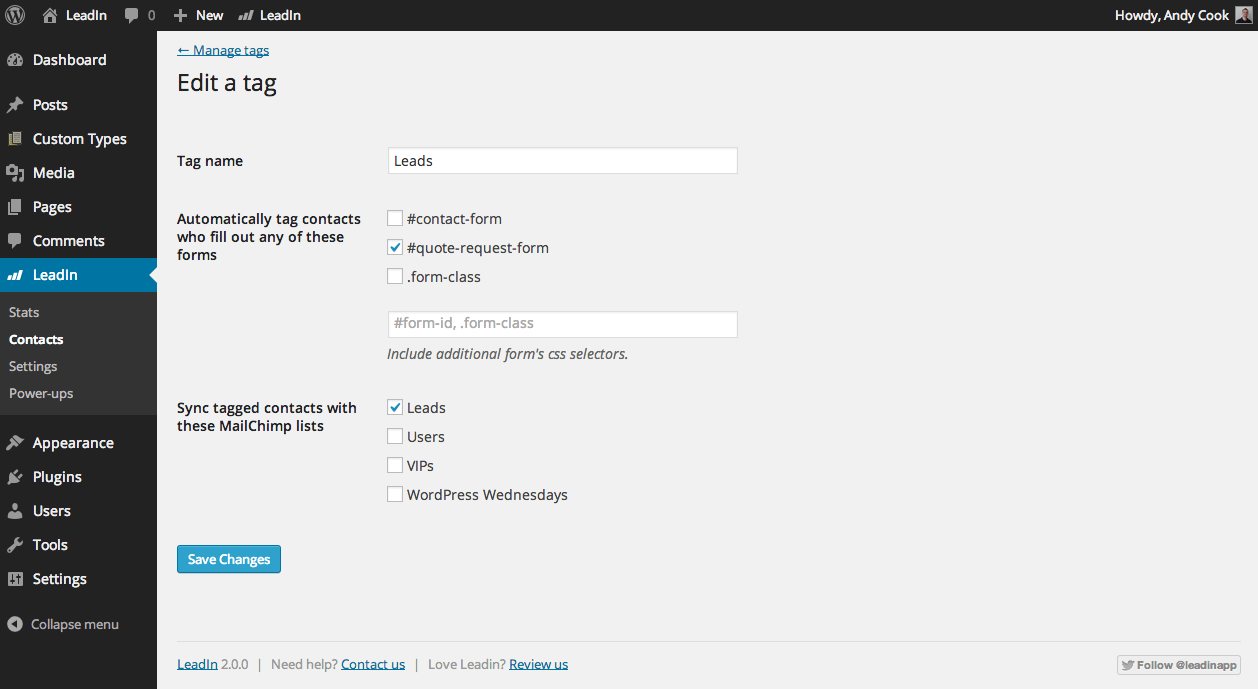 LeadIn 0 New LeadIn Howdy, Andy Cook
Dashboard
Posts
Custom Types
Media
Pages
Comments
LeadIn
Stats
Contacts
Settings
Power-ups
Appearance
Plugins
Users
Tools
Settings
Collapse menu
← Manage tags
Edit a tag
Tag name
Leads
Automatically tag contacts
who fill out any of these
forms
#contact-form
#quote-request-form
.form-class
#form-id, .form-class
Include additional form's css selectors.
Sync tagged contacts with
these MailChimp lists
Leads
Users
VIPs
WordPress Wednesdays
Save Changes
LeadIn 2.0.0 | Need help? Contact us | Love Leadin? Review us
Follow @leadinapp